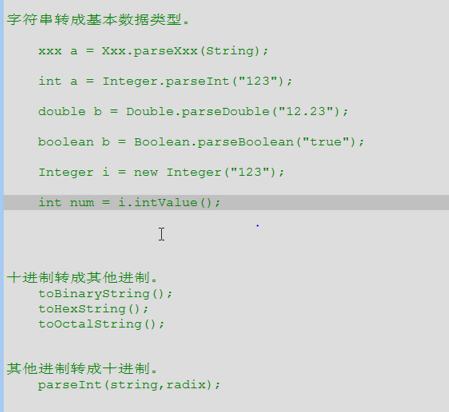 字符串转成基本数据类型。
xxx a = Xxx.parseXxx(String);
int a = Integer.parseInt("123");
double b = Double.parseDouble("12.23");
boolean b = Boolean.parseBoolean("true");
Integer i = new Integer("123");
int num = i.intValue();
十进制转成其他进制。
toBinaryString();
toHexString();
toOctalString();
其他进制转成十进制。
parseInt(string,radix);